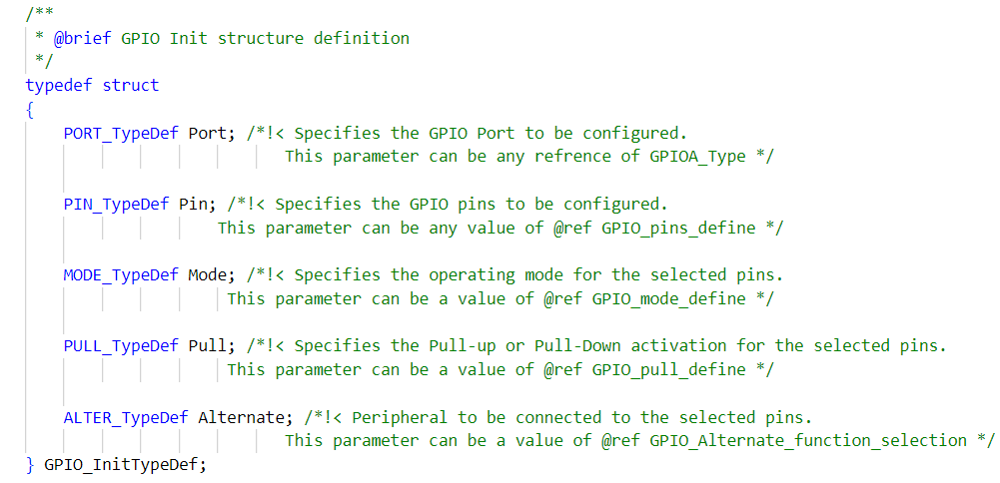 /**
* @brief GPIO Init structure definition
*/
typedef struct
{
PORT_TypeDef Port; /*!< Specifies the GPIO Port to be configured.
This parameter can be any refrence of GPIOA_Type */
PIN_TypeDef Pin; /*!< Specifies the GPIO pins to be configured.
This parameter can be any value of @ref GPIO_pins_define */
MODE_TypeDef Mode; /*!< Specifies the operating mode for the selected pins.
This parameter can be a value of @ref GPIO_mode_define */
PULL_TypeDef Pull; /*!< Specifies the Pull-up or Pull-Down activation for the selected pins.
This parameter can be a value of @ref GPIO_pull_define */
ALTER_TypeDef Alternate; /*!< Peripheral to be connected to the selected pins.
This parameter can be a value of @ref GPIO_Alternate_function_selection */
} GPIO_InitTypeDef;